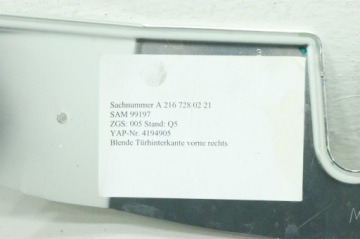 Sachnummer A 216 728 02 21
SAM 99197
ZGS: 005 Stand: Q5
YAP-Nr. 4194905
Blende Türhinterkante vorne rechts